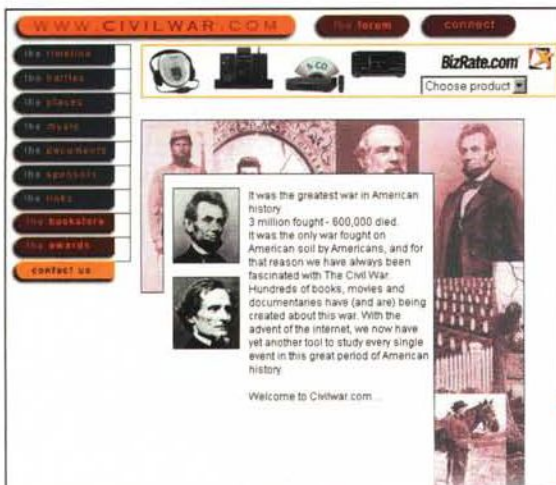 WWW.CIVILWAR.COM
the forum
connect
the timeline
the battles
the places
the music
the documents
the sponsors
the links
the bookstore
the awards
contact us
5-CD
BizRate.com
Choose product
It was the greatest war in American
history
3 million fought - 600,000 died.
It was the only war fought on
American soil by Americans, and for
that reason we have always been
fascinated with The Civil War.
Hundreds of books, movies and
documentaries have (and are) being
created about this war. With the
advent of the internet, we now have
yet another tool to study every single
event in this great period of American
history
Welcome to Civilwar.com...